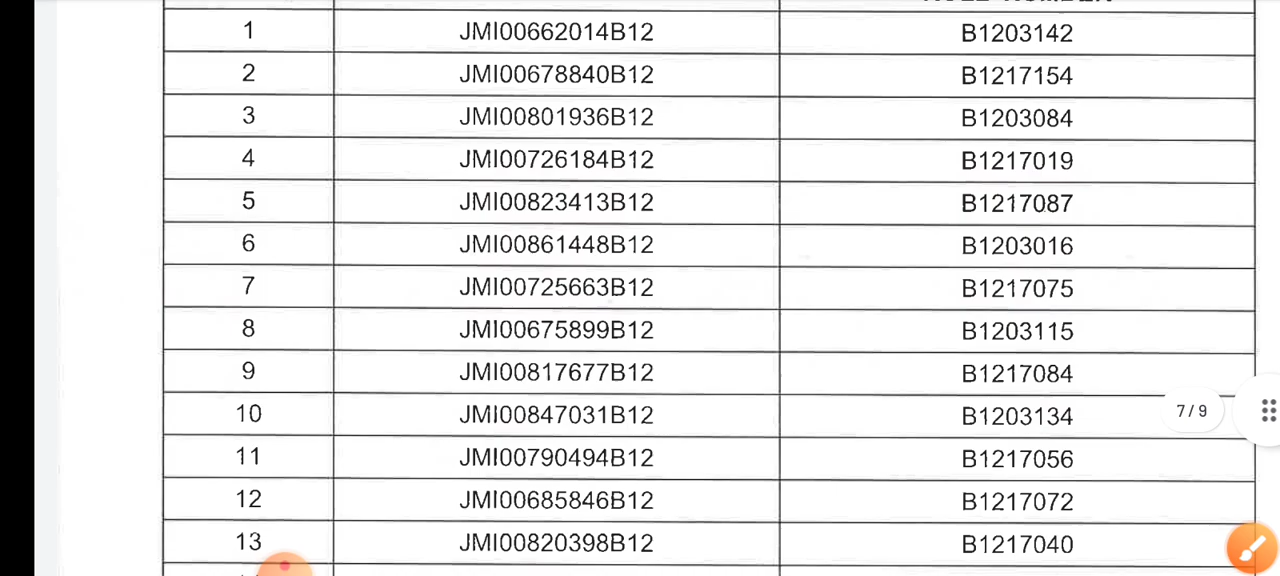 1 JMI00662014B12 B1203142
2 JMI00678840B12 B1217154
3 JMI00801936B12 B1203084
4 JMI00726184B12 B1217019
5 JMI00823413B12 B1217087
6 JMI00861448B12 B1203016
7 JMI00725663B12 B1217075
8 JMI00675899B12 B1203115
9 JMI00817677B12 B1217084
10 JMI00847031B12 B1203134
7 / 9
11 JMI00790494B12 B1217056
12 JMI00685846B12 B1217072
13 JMI00820398B12 B1217040